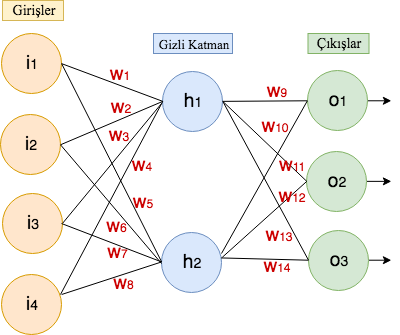 Girişler
Gizli Katman
Çıkışlar
i1
i2
i3
i4
w1
w2
w3
w4
w5
w6
w7
w8
h1
h2
w9
w10
w11
w12
w13
w14
o1
o2
o3